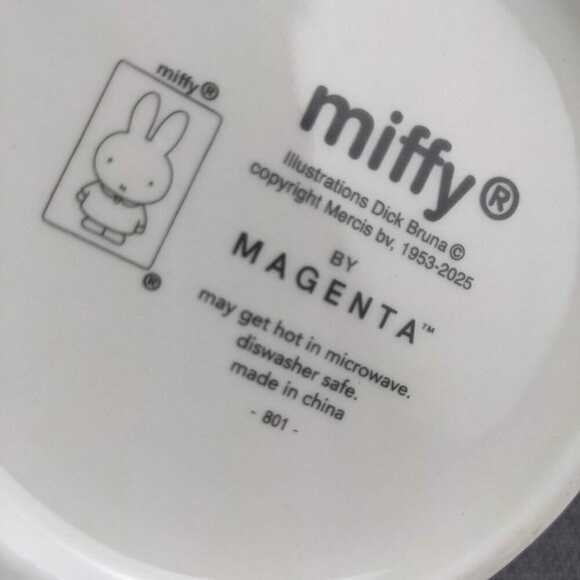 miffy®
®
miffy®
Illustrations Dick Bruna ©
copyright Mercis bv, 1953-2025
BY
MAGENTA™
may get hot in microwave.
diswasher safe.
made in china
- 801 -